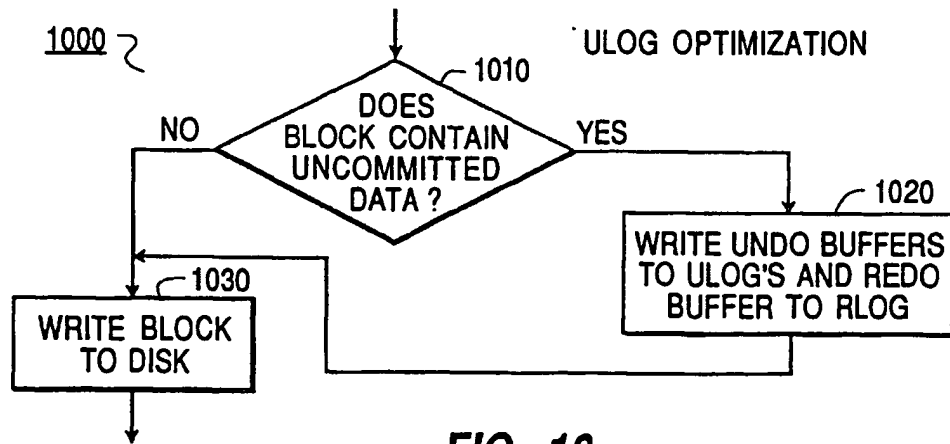 1000
ULOG OPTIMIZATION
1010
DOES
BLOCK CONTAIN
UNCOMMITTED
DATA ?
NO
YES
1020
WRITE UNDO BUFFERS
TO ULOG'S AND REDO
BUFFER TO RLOG
1030
WRITE BLOCK
TO DISK